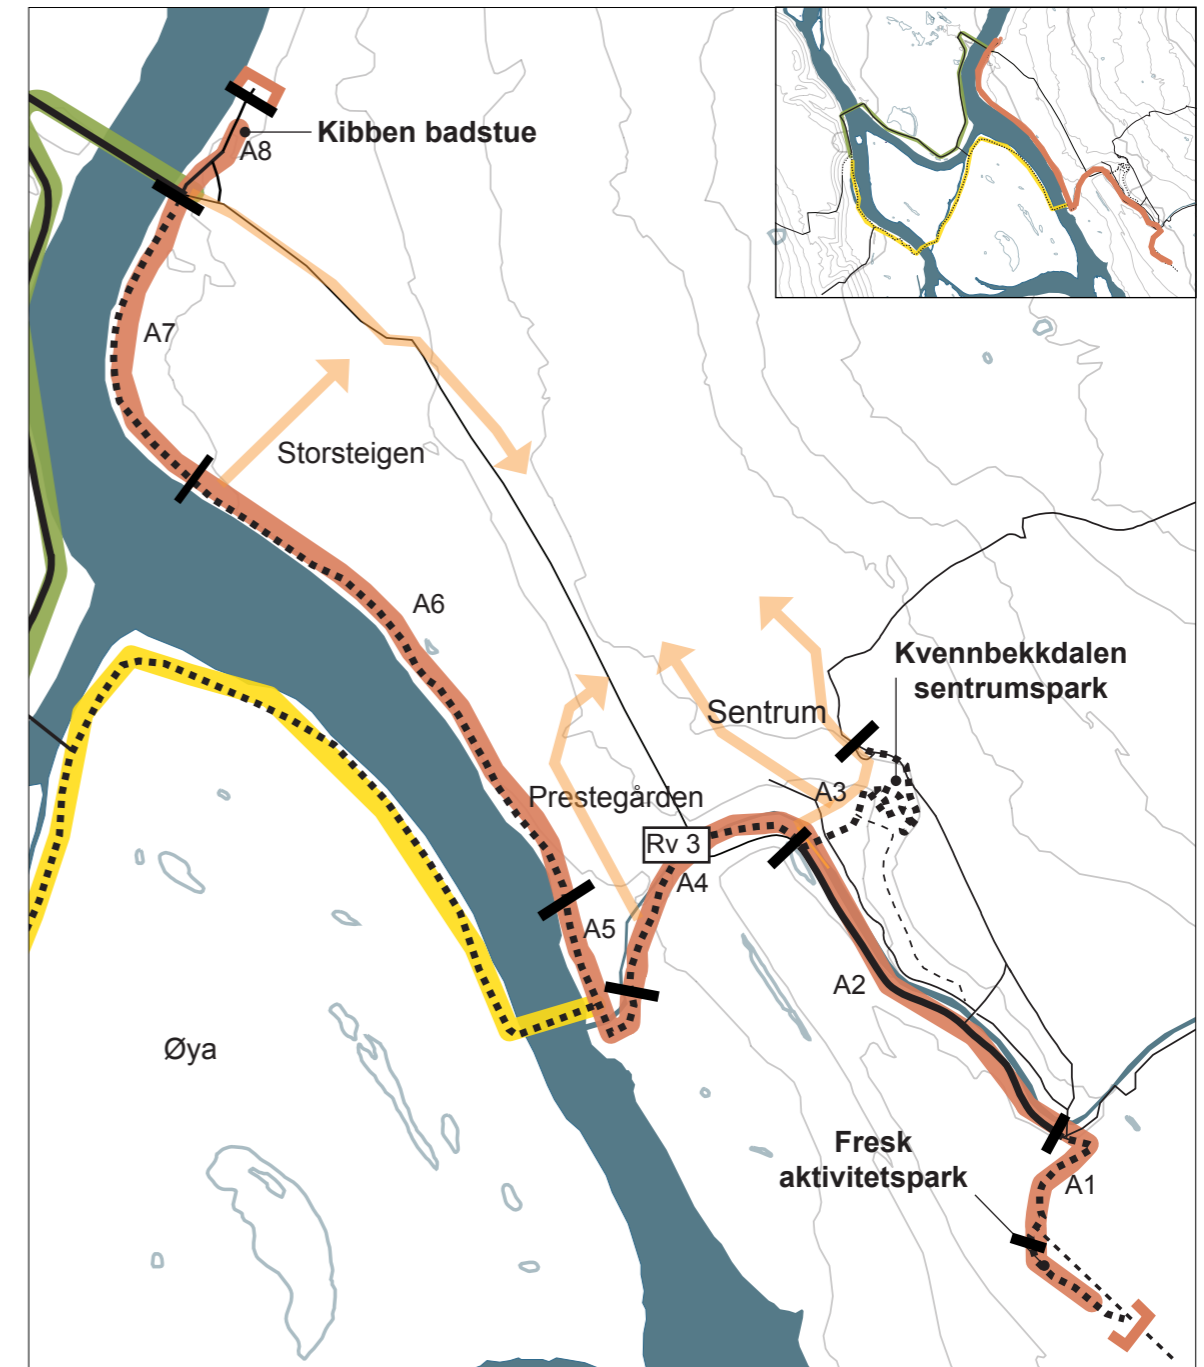 Kibben badstue
A8
A7
Storsteigen
A6
Kvennbekkdalen
sentrumspark
Sentrum
Prestegården
A3
Rv 3
A4
A5
A2
Øya
Fresk
aktivitetspark
A1